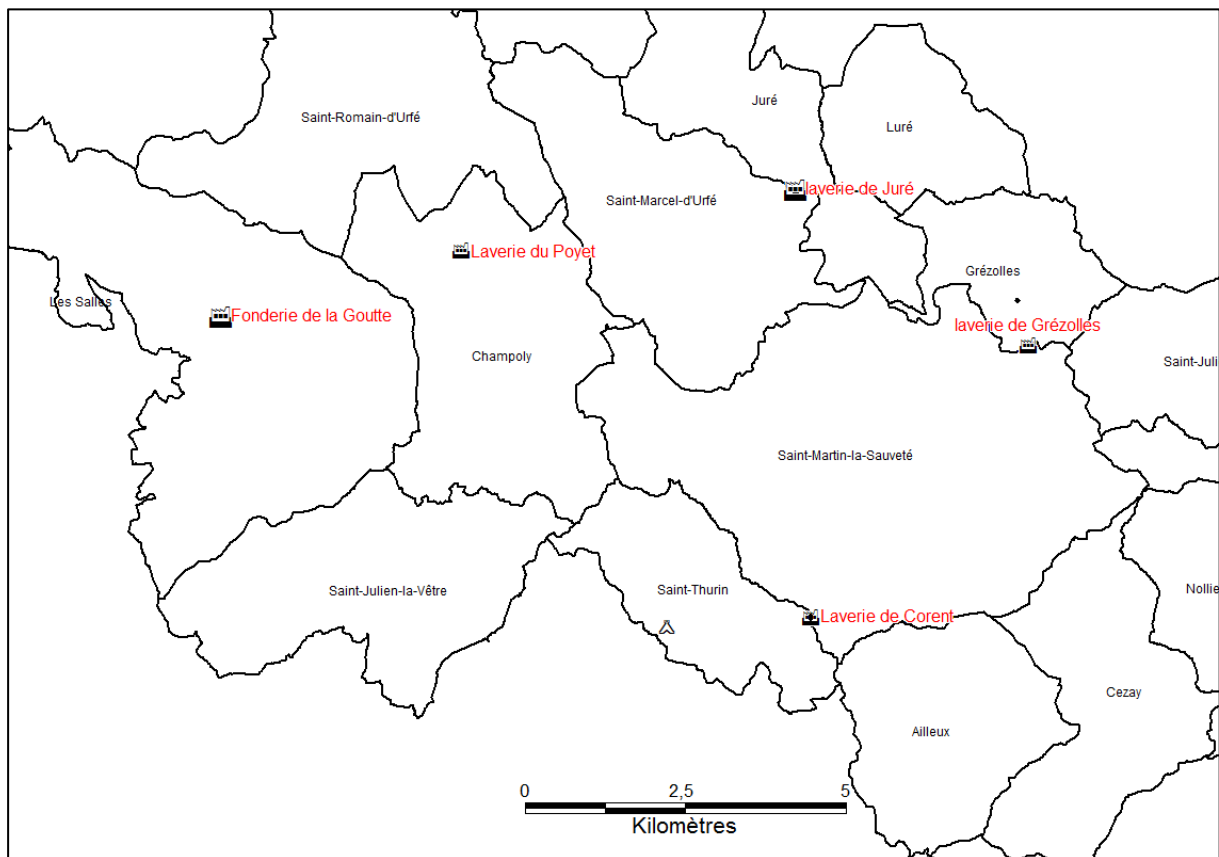 Juré
Saint-Romain-d'Urfé
Luré
laverie de Juré
Saint-Marcel-d'Urfé
Laverie du Poyet
Grézolles
Les Salles
Fonderie de la Goutte
laverie de Grézolles
Champoly
Saint-Juli
Saint-Martin-la-Sauveté
Saint-Julien-la-Vêtre
Saint-Thurin
Nollie
Laverie de Corent
Cezay
Ailleux
0 2,5 5
Kilomètres